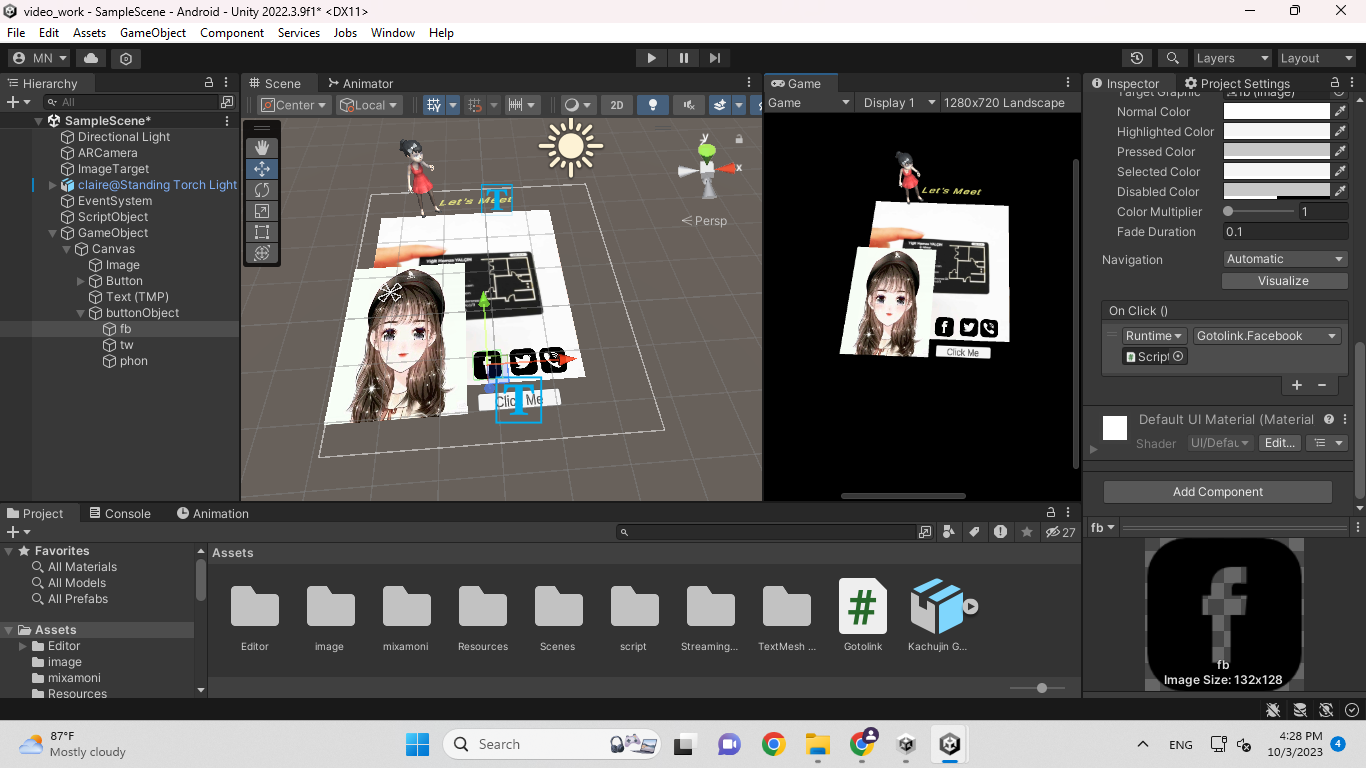 video_work - SampleScene - Android - Unity 2022.3.9f1* <DX11>
File Edit Assets GameObject Component Services Jobs Window Help
MN
Layers Layout
Hierarchy
All
SampleScene*
Directional Light
ARCamera
ImageTarget
claire@Standing Torch Light
EventSystem
ScriptObject
GameObject
Canvas
Image
Button
Text (TMP)
buttonObject
fb
tw
phon
Scene Animator
Center Local 2D
y
x
Persp
Let's Meet
T
Click Me
T
Game
Game Display 1 1280x720 Landscape
Let's Meet
Click Me
Inspector Project Settings
Normal Color
Highlighted Color
Pressed Color
Selected Color
Disabled Color
Color Multiplier 1
Fade Duration 0.1
Navigation Automatic
Visualize
On Click ()
Runtime Gotolink.Facebook
Script
Default UI Material (Material
Shader UI/Defau Edit...
Add Component
fb
fb
Image Size: 132x128
Project Console Animation
27
Favorites
All Materials
All Models
All Prefabs
Assets
Editor
image
mixamoni
Resources
Assets
Editor image mixamoni Resources Scenes script Streaming... TextMesh ... Gotolink Kachujin G...
87°F
Mostly cloudy
Search
ENG
4:28 PM
10/3/2023
4